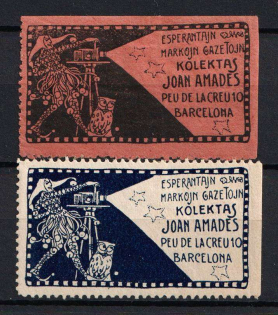 ESPERANTAJN
MARKOJN GAZETOJN
KOLEKTAS
JOAN AMADES
PEU DE LA CREU 10
BARCELONA
ESPERANTAJN
MARKOJN GAZETOJN
KOLEKTAS
JOAN AMADES
PEU DE LA CREU 10
BARCELONA